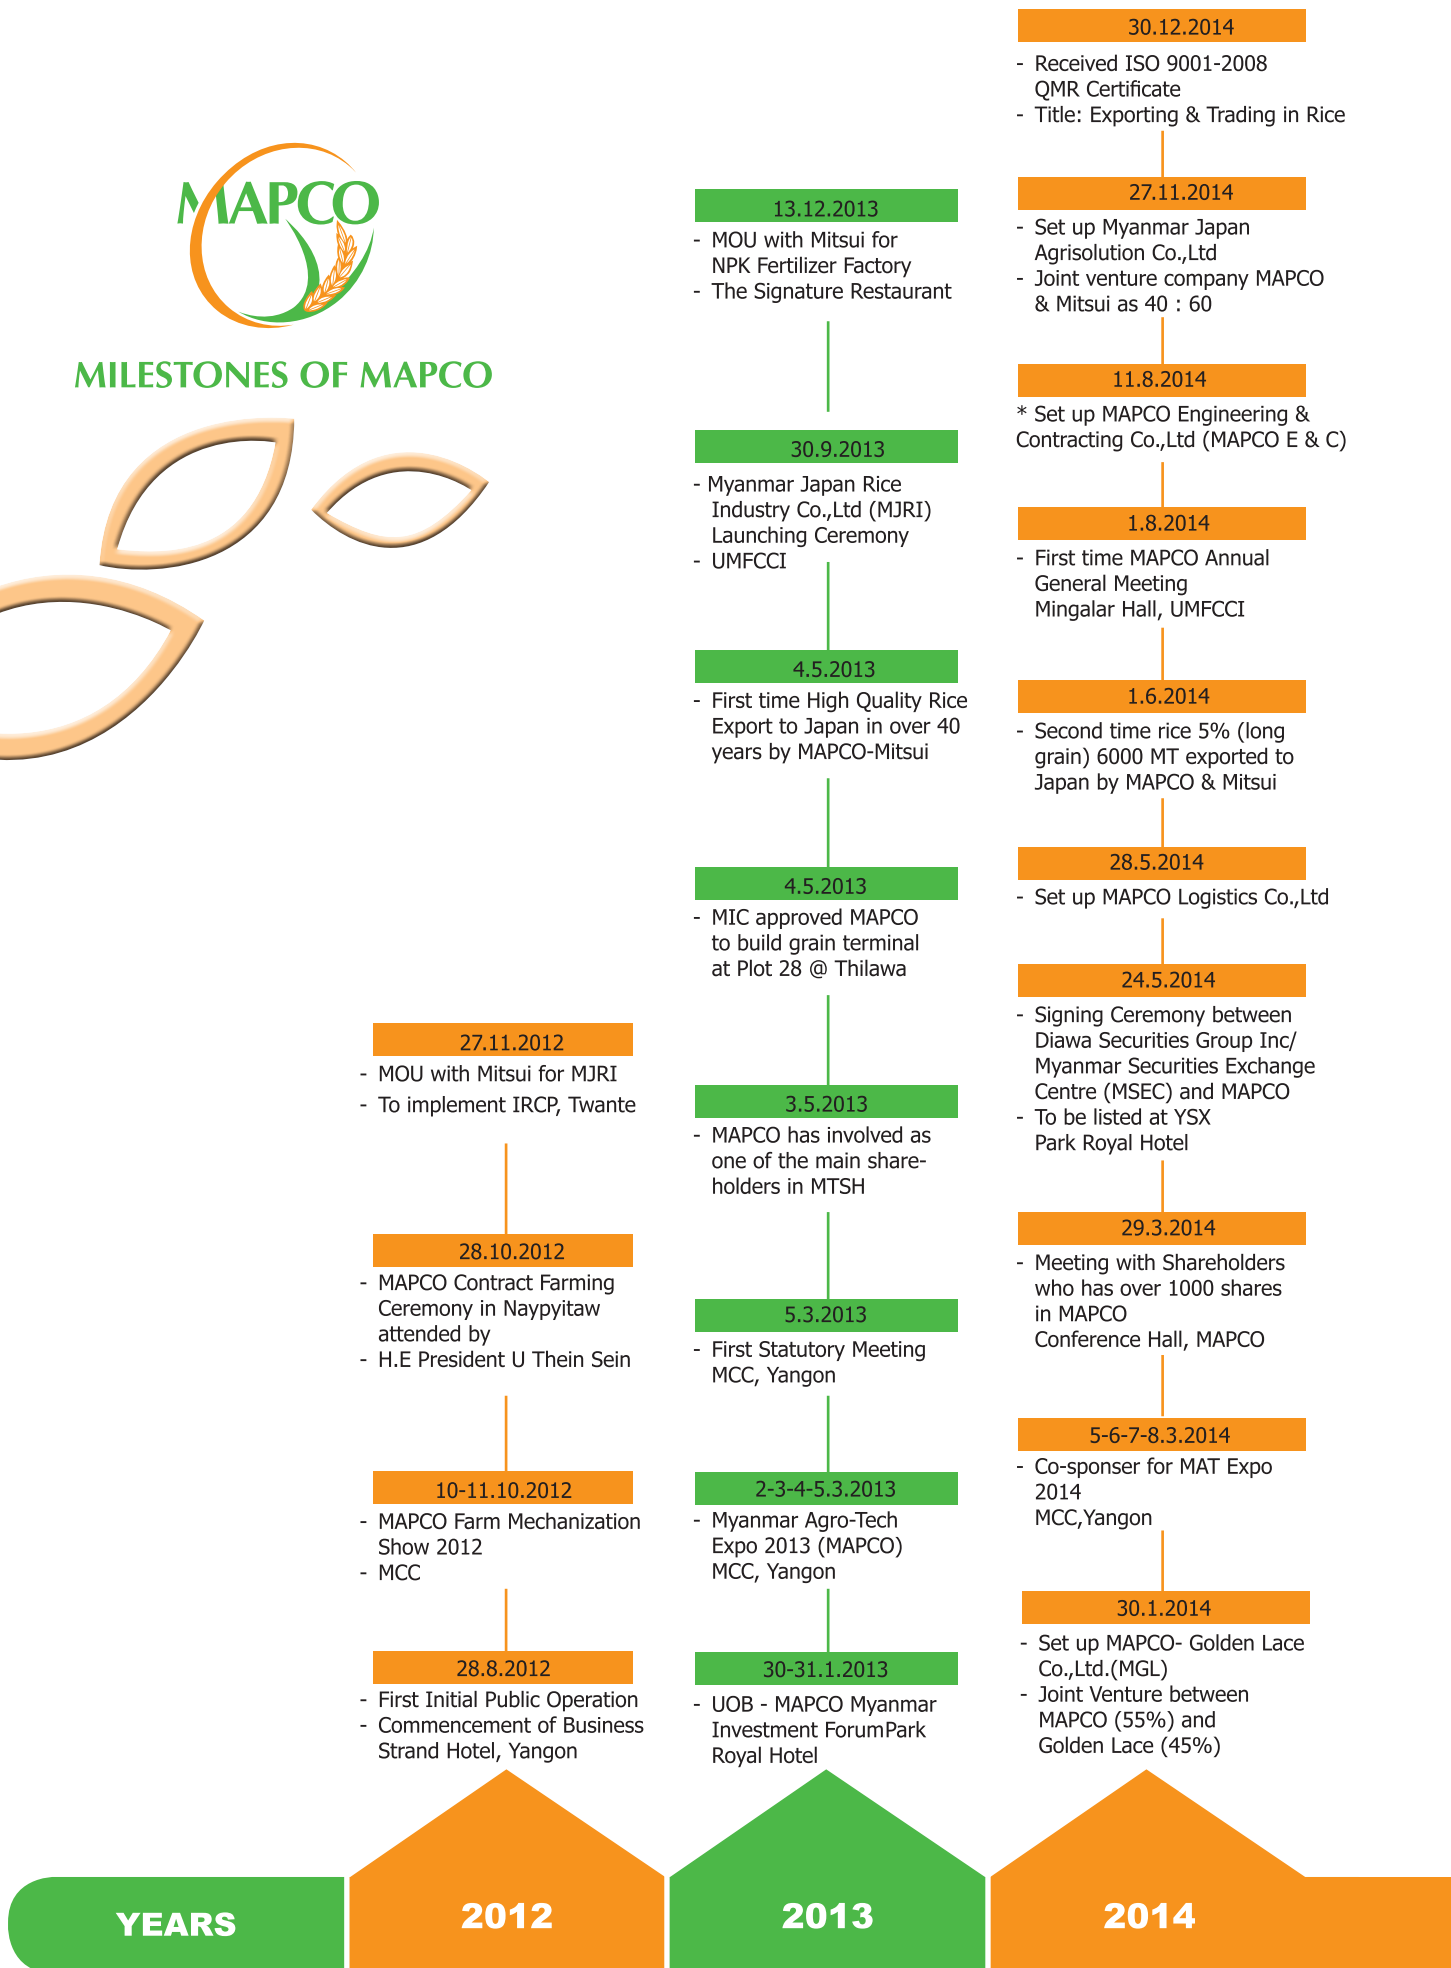 MAPCO
MILESTONES OF MAPCO
27.11.2012
- MOU with Mitsui for MJRI
- To implement IRCP, Twante
28.10.2012
- MAPCO Contract Farming
Ceremony in Naypyitaw
attended by
- H.E President U Thein Sein
10-11.10.2012
- MAPCO Farm Mechanization
Show 2012
- MCC
28.8.2012
- First Initial Public Operation
- Commencement of Business
Strand Hotel, Yangon
13.12.2013
- MOU with Mitsui for
NPK Fertilizer Factory
- The Signature Restaurant
30.9.2013
- Myanmar Japan Rice
Industry Co.,Ltd (MJRI)
Launching Ceremony
- UMFCCI
4.5.2013
- First time High Quality Rice
Export to Japan in over 40
years by MAPCO-Mitsui
4.5.2013
- MIC approved MAPCO
to build grain terminal
at Plot 28 @ Thilawa
3.5.2013
- MAPCO has involved as
one of the main share-
holders in MTSH
5.3.2013
- First Statutory Meeting
MCC, Yangon
2-3-4-5.3.2013
- Myanmar Agro-Tech
Expo 2013 (MAPCO)
MCC, Yangon
30-31.1.2013
- UOB - MAPCO Myanmar
Investment ForumPark
Royal Hotel
30.12.2014
- Received ISO 9001-2008
QMR Certificate
- Title: Exporting & Trading in Rice
27.11.2014
- Set up Myanmar Japan
Agrisolution Co.,Ltd
- Joint venture company MAPCO
& Mitsui as 40 : 60
11.8.2014
* Set up MAPCO Engineering &
Contracting Co.,Ltd (MAPCO E & C)
1.8.2014
- First time MAPCO Annual
General Meeting
Mingalar Hall, UMFCCI
1.6.2014
- Second time rice 5% (long
grain) 6000 MT exported to
Japan by MAPCO & Mitsui
28.5.2014
- Set up MAPCO Logistics Co.,Ltd
24.5.2014
- Signing Ceremony between
Diawa Securities Group Inc/
Myanmar Securities Exchange
Centre (MSEC) and MAPCO
- To be listed at YSX
Park Royal Hotel
29.3.2014
- Meeting with Shareholders
who has over 1000 shares
in MAPCO
Conference Hall, MAPCO
5-6-7-8.3.2014
- Co-sponser for MAT Expo
2014
MCC,Yangon
30.1.2014
- Set up MAPCO- Golden Lace
Co.,Ltd.(MGL)
- Joint Venture between
MAPCO (55%) and
Golden Lace (45%)
YEARS
2012
2013
2014